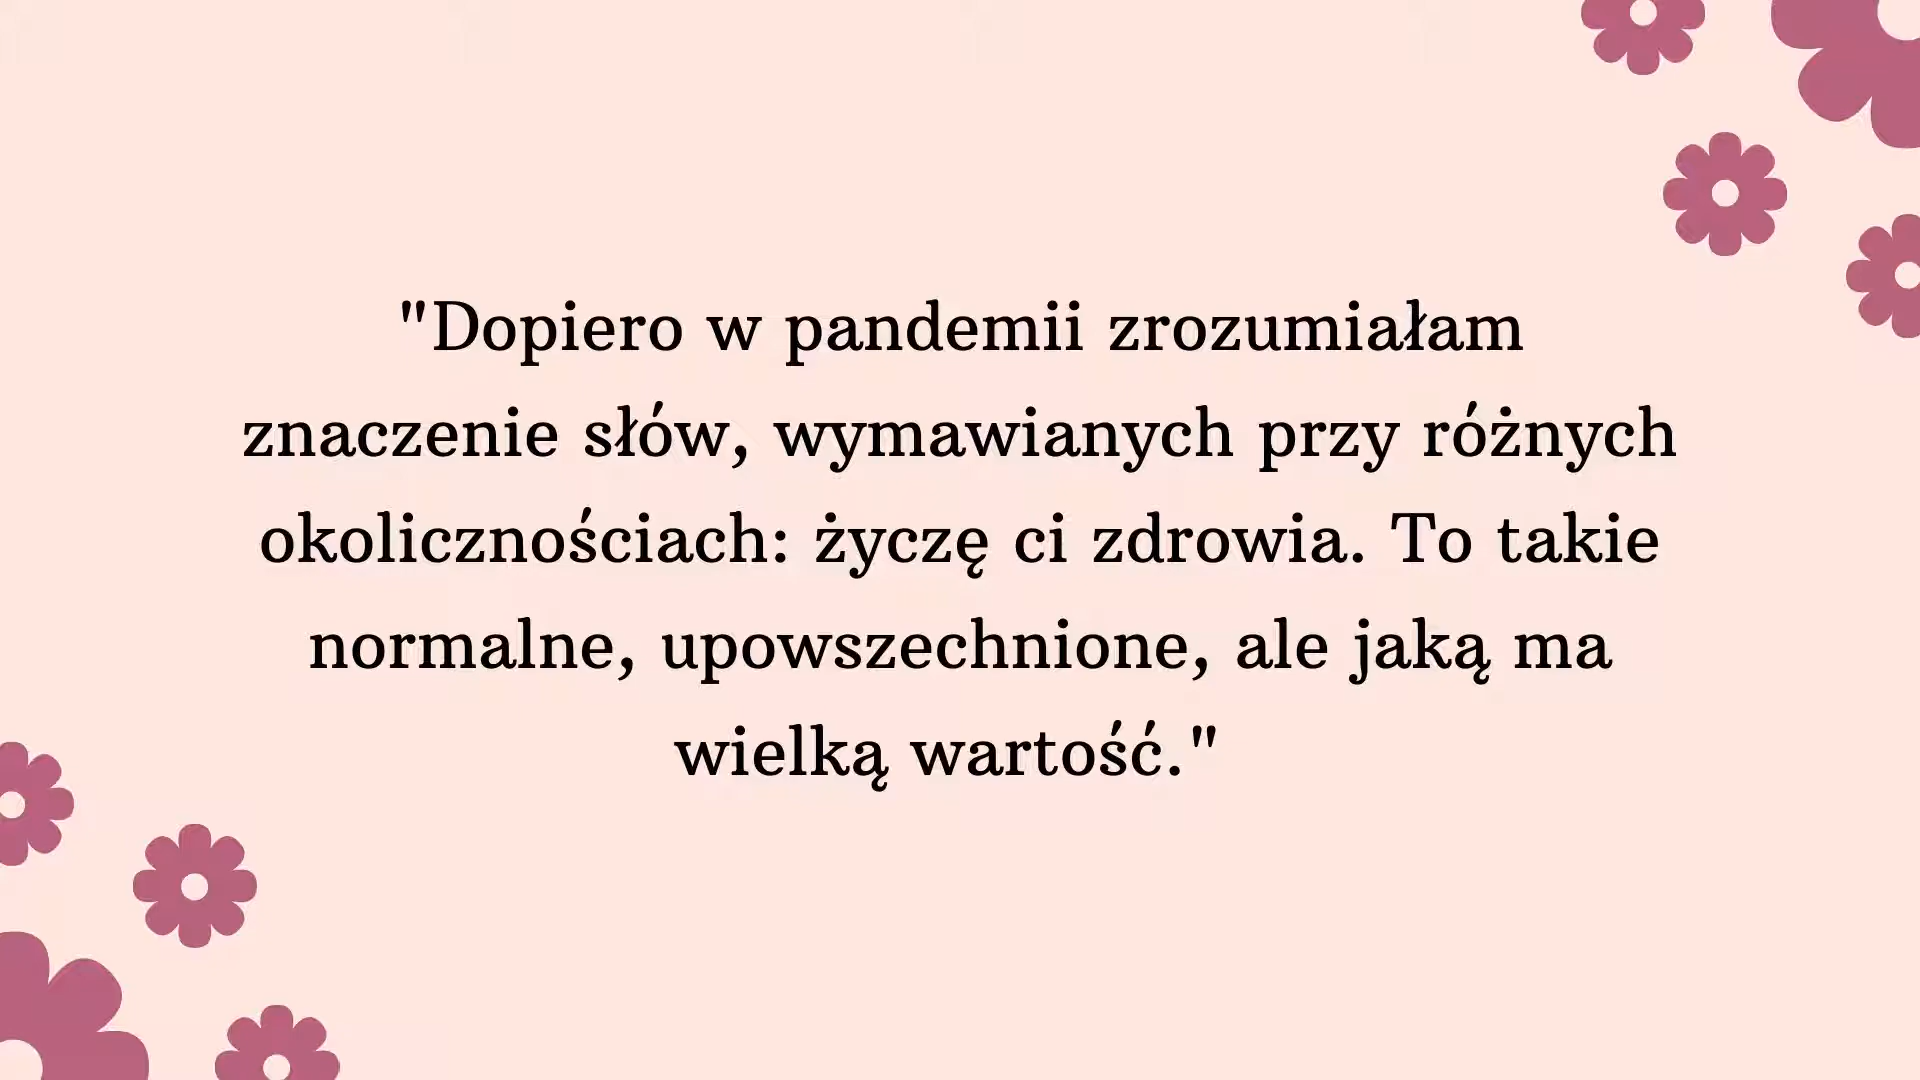 "Dopiero w pandemii zrozumiałam
znaczenie słów, wymawianych przy różnych
okolicznościach: życzę ci zdrowia. To takie
normalne, upowszechnione, ale jaką ma
wielką wartość."